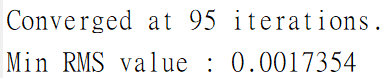 Converged at 95 iterations.
Min RMS value : 0.0017354